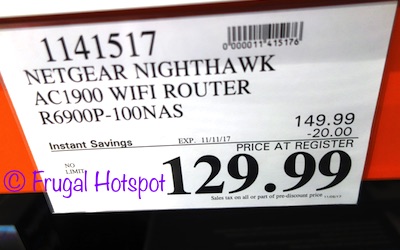 1141517
0000011415176
NETGEAR NIGHTHAWK
AC1900 WIFI ROUTER
R6900P-100NAS
149.99
Instant Savings EXP. 11/11/17 -20.00
PRICE AT REGISTER
NO
LIMIT
129.99
© Frugal Hotspot
Sales tax on all or part of pre-discount price